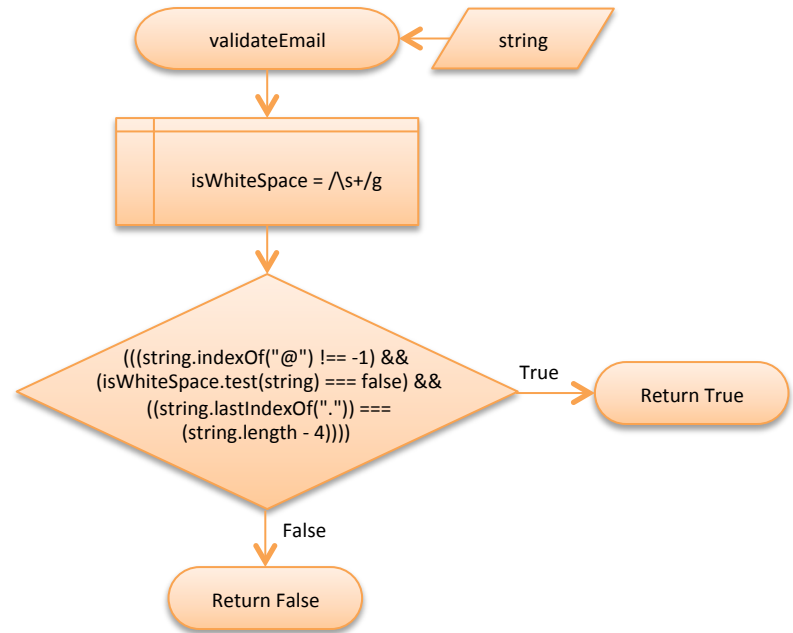 validateEmail
string
isWhiteSpace = /\s+/g
(((string.indexOf("@") !== -1) &&
(isWhiteSpace.test(string) === false) &&
((string.lastIndexOf(".")) ===
(string.length - 4))))
True
Return True
False
Return False